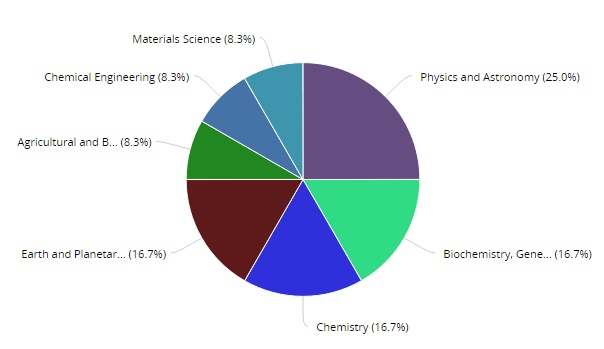 Materials Science (8.3%)
Chemical Engineering (8.3%)
Physics and Astronomy (25.0%)
Agricultural and B... (8.3%)
Earth and Planetar... (16.7%)
Biochemistry, Gene... (16.7%)
Chemistry (16.7%)